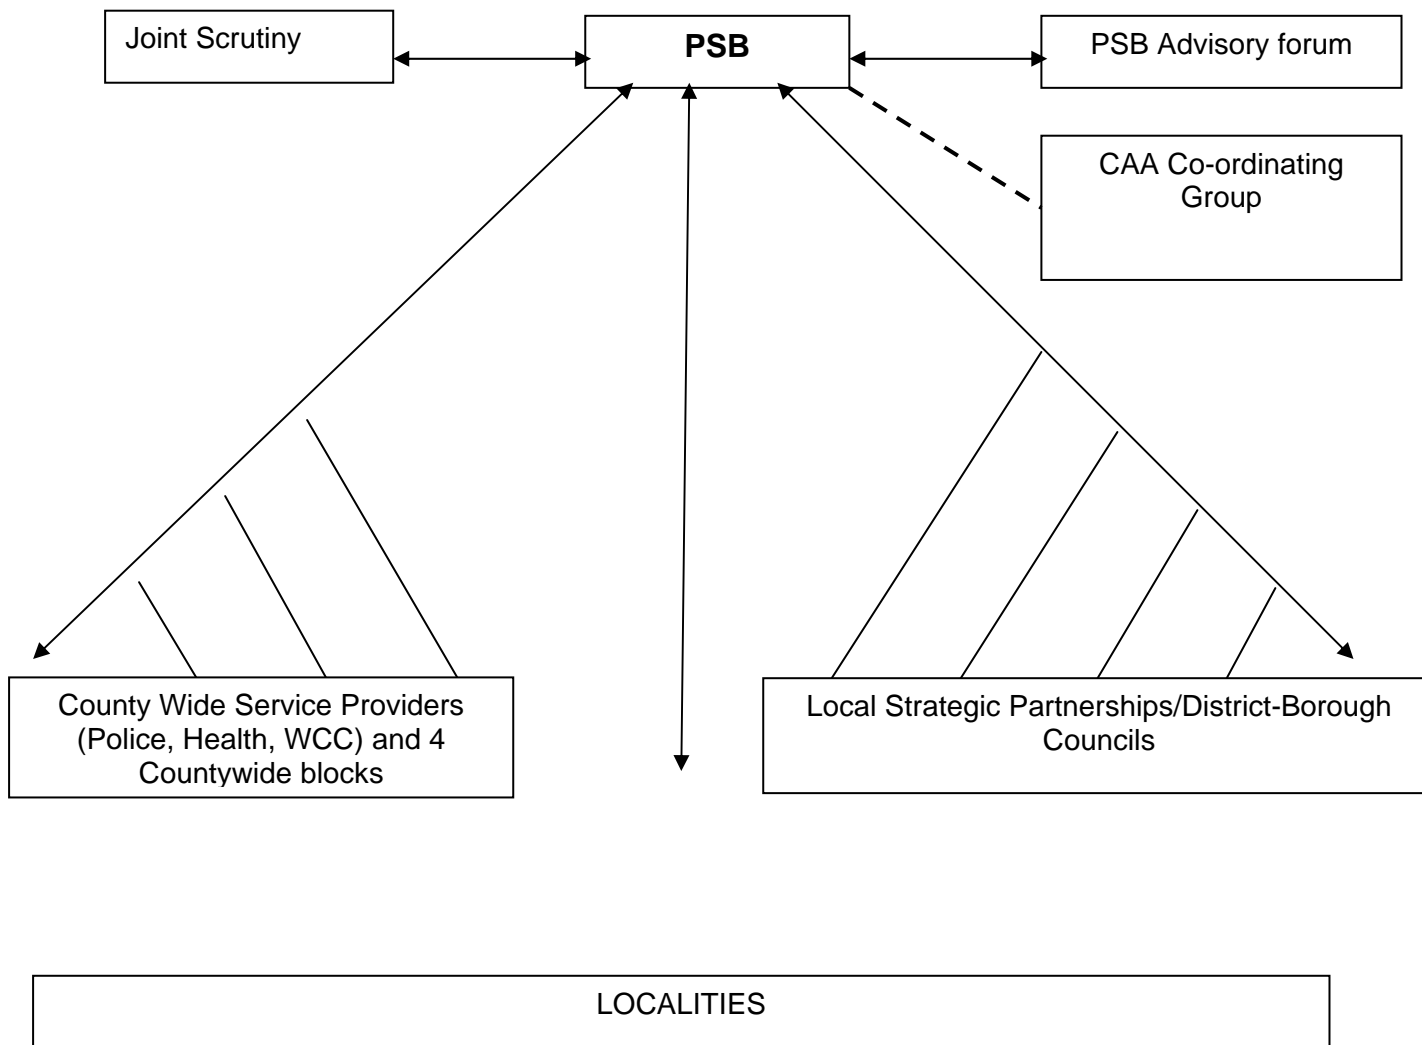 Joint Scrutiny
PSB
PSB Advisory forum
CAA Co-ordinating
Group
County Wide Service Providers
(Police, Health, WCC) and 4
Countywide blocks
Local Strategic Partnerships/District-Borough
Councils
LOCALITIES